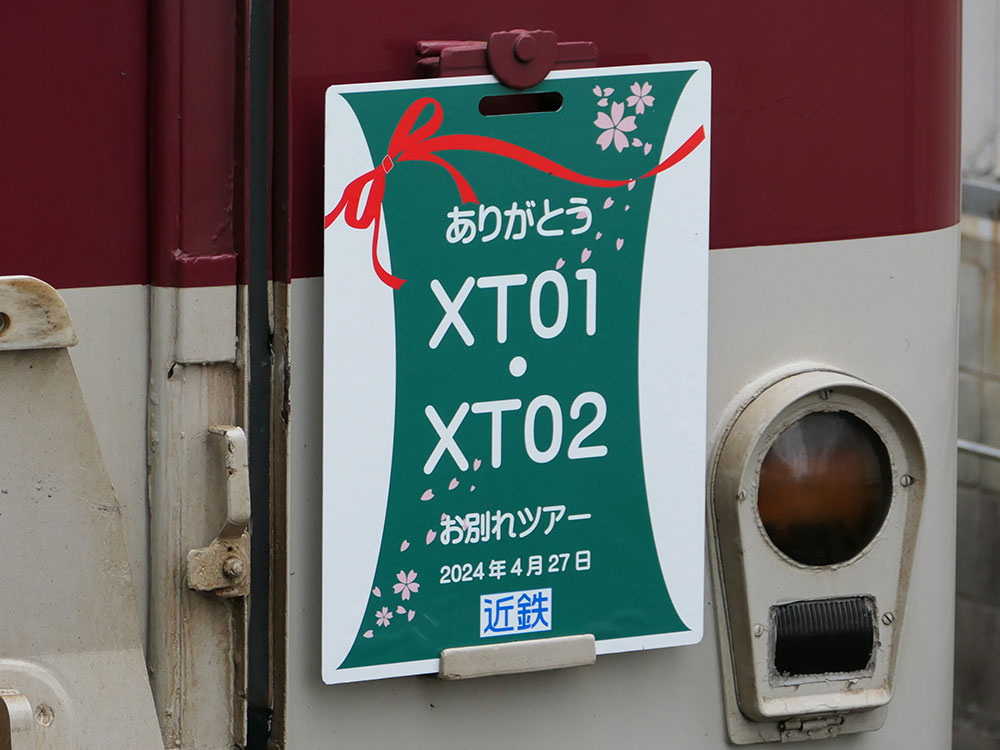 ありがとう
XT01
・
XT02
お別れツアー
2024年4月27日
近鉄